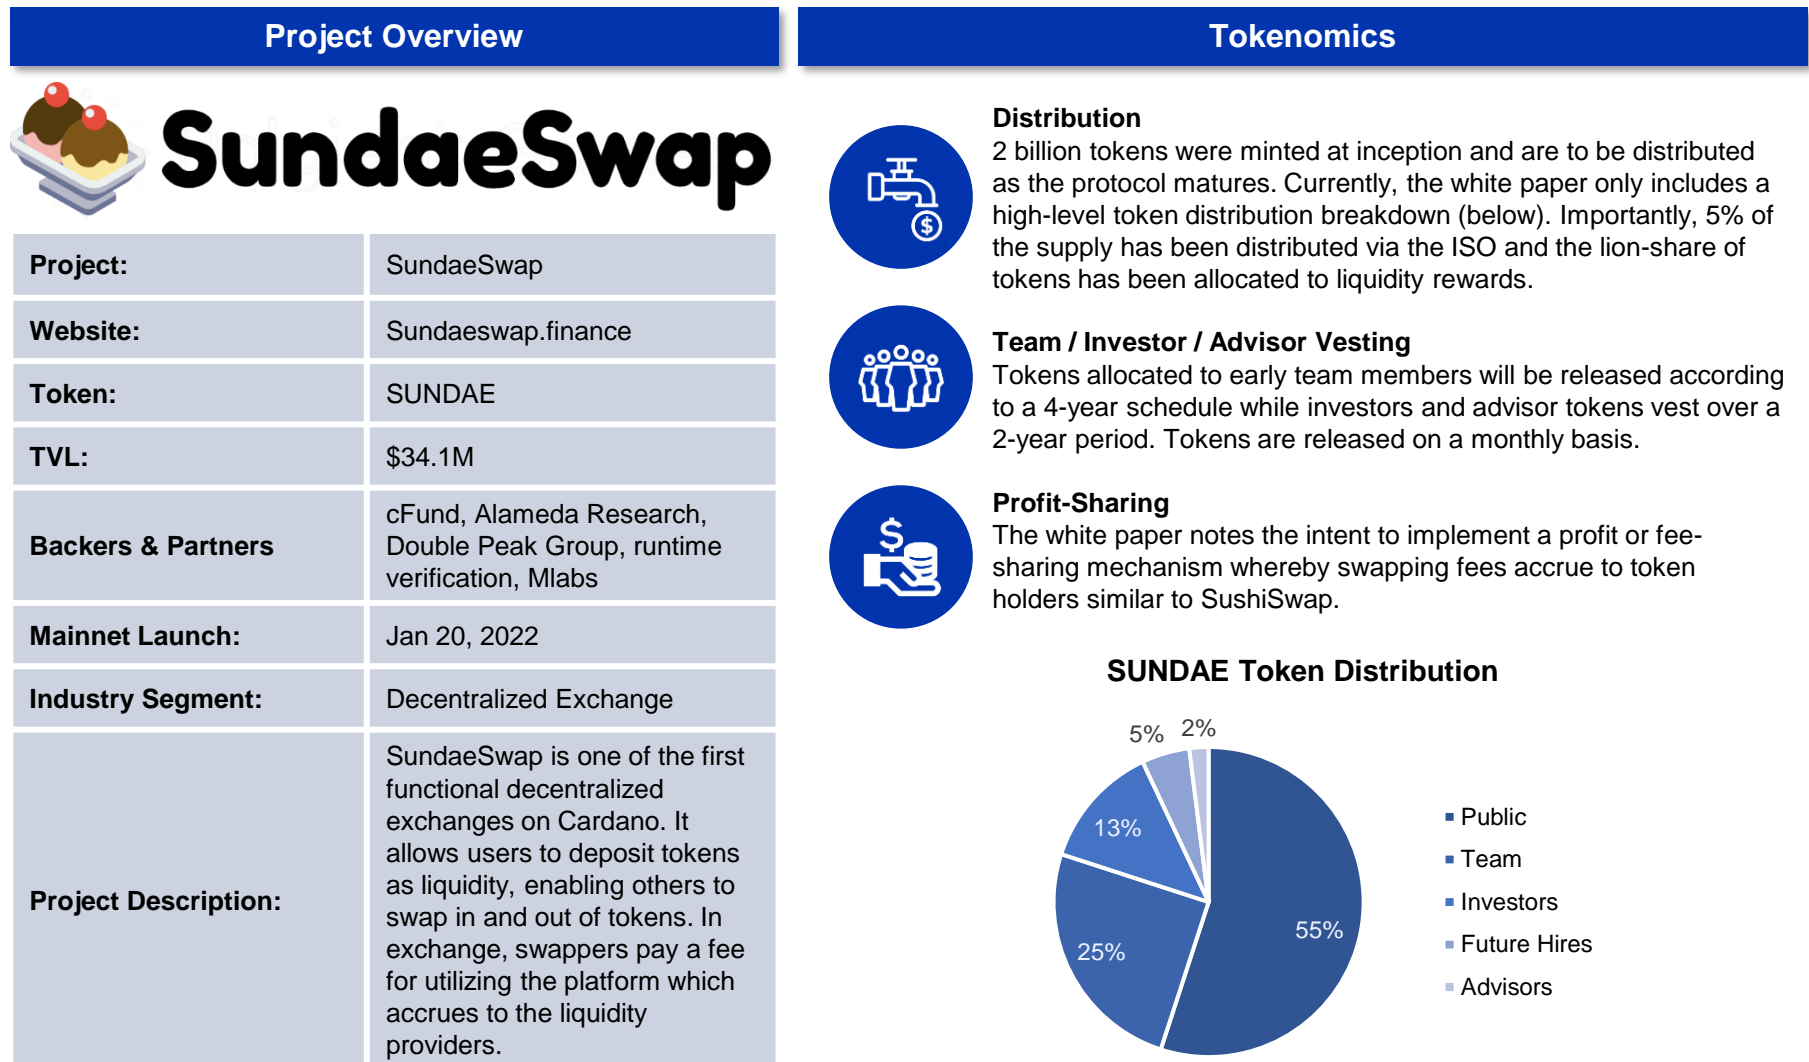 Project Overview
SundaeSwap
Project:
SundaeSwap
Website:
Sundaeswap.finance
Token:
SUNDAE
TVL:
$34.1M
Backers & Partners
cFund, Alameda Research,
Double Peak Group, runtime
verification, Mlabs
Mainnet Launch:
Jan 20, 2022
Industry Segment:
Decentralized Exchange
Project Description:
SundaeSwap is one of the first
functional decentralized
exchanges on Cardano. It
allows users to deposit tokens
as liquidity, enabling others to
swap in and out of tokens. In
exchange, swappers pay a fee
for utilizing the platform which
accrues to the liquidity
providers.
Tokenomics
Distribution
2 billion tokens were minted at inception and are to be distributed
as the protocol matures. Currently, the white paper only includes a
high-level token distribution breakdown (below). Importantly, 5% of
the supply has been distributed via the ISO and the lion-share of
tokens has been allocated to liquidity rewards.
Team / Investor / Advisor Vesting
Tokens allocated to early team members will be released according
to a 4-year schedule while investors and advisor tokens vest over a
2-year period. Tokens are released on a monthly basis.
Profit-Sharing
The white paper notes the intent to implement a profit or fee-
sharing mechanism whereby swapping fees accrue to token
holders similar to SushiSwap.
SUNDAE Token Distribution
5%
2%
13%
25%
55%
Public
Team
Investors
Future Hires
Advisors